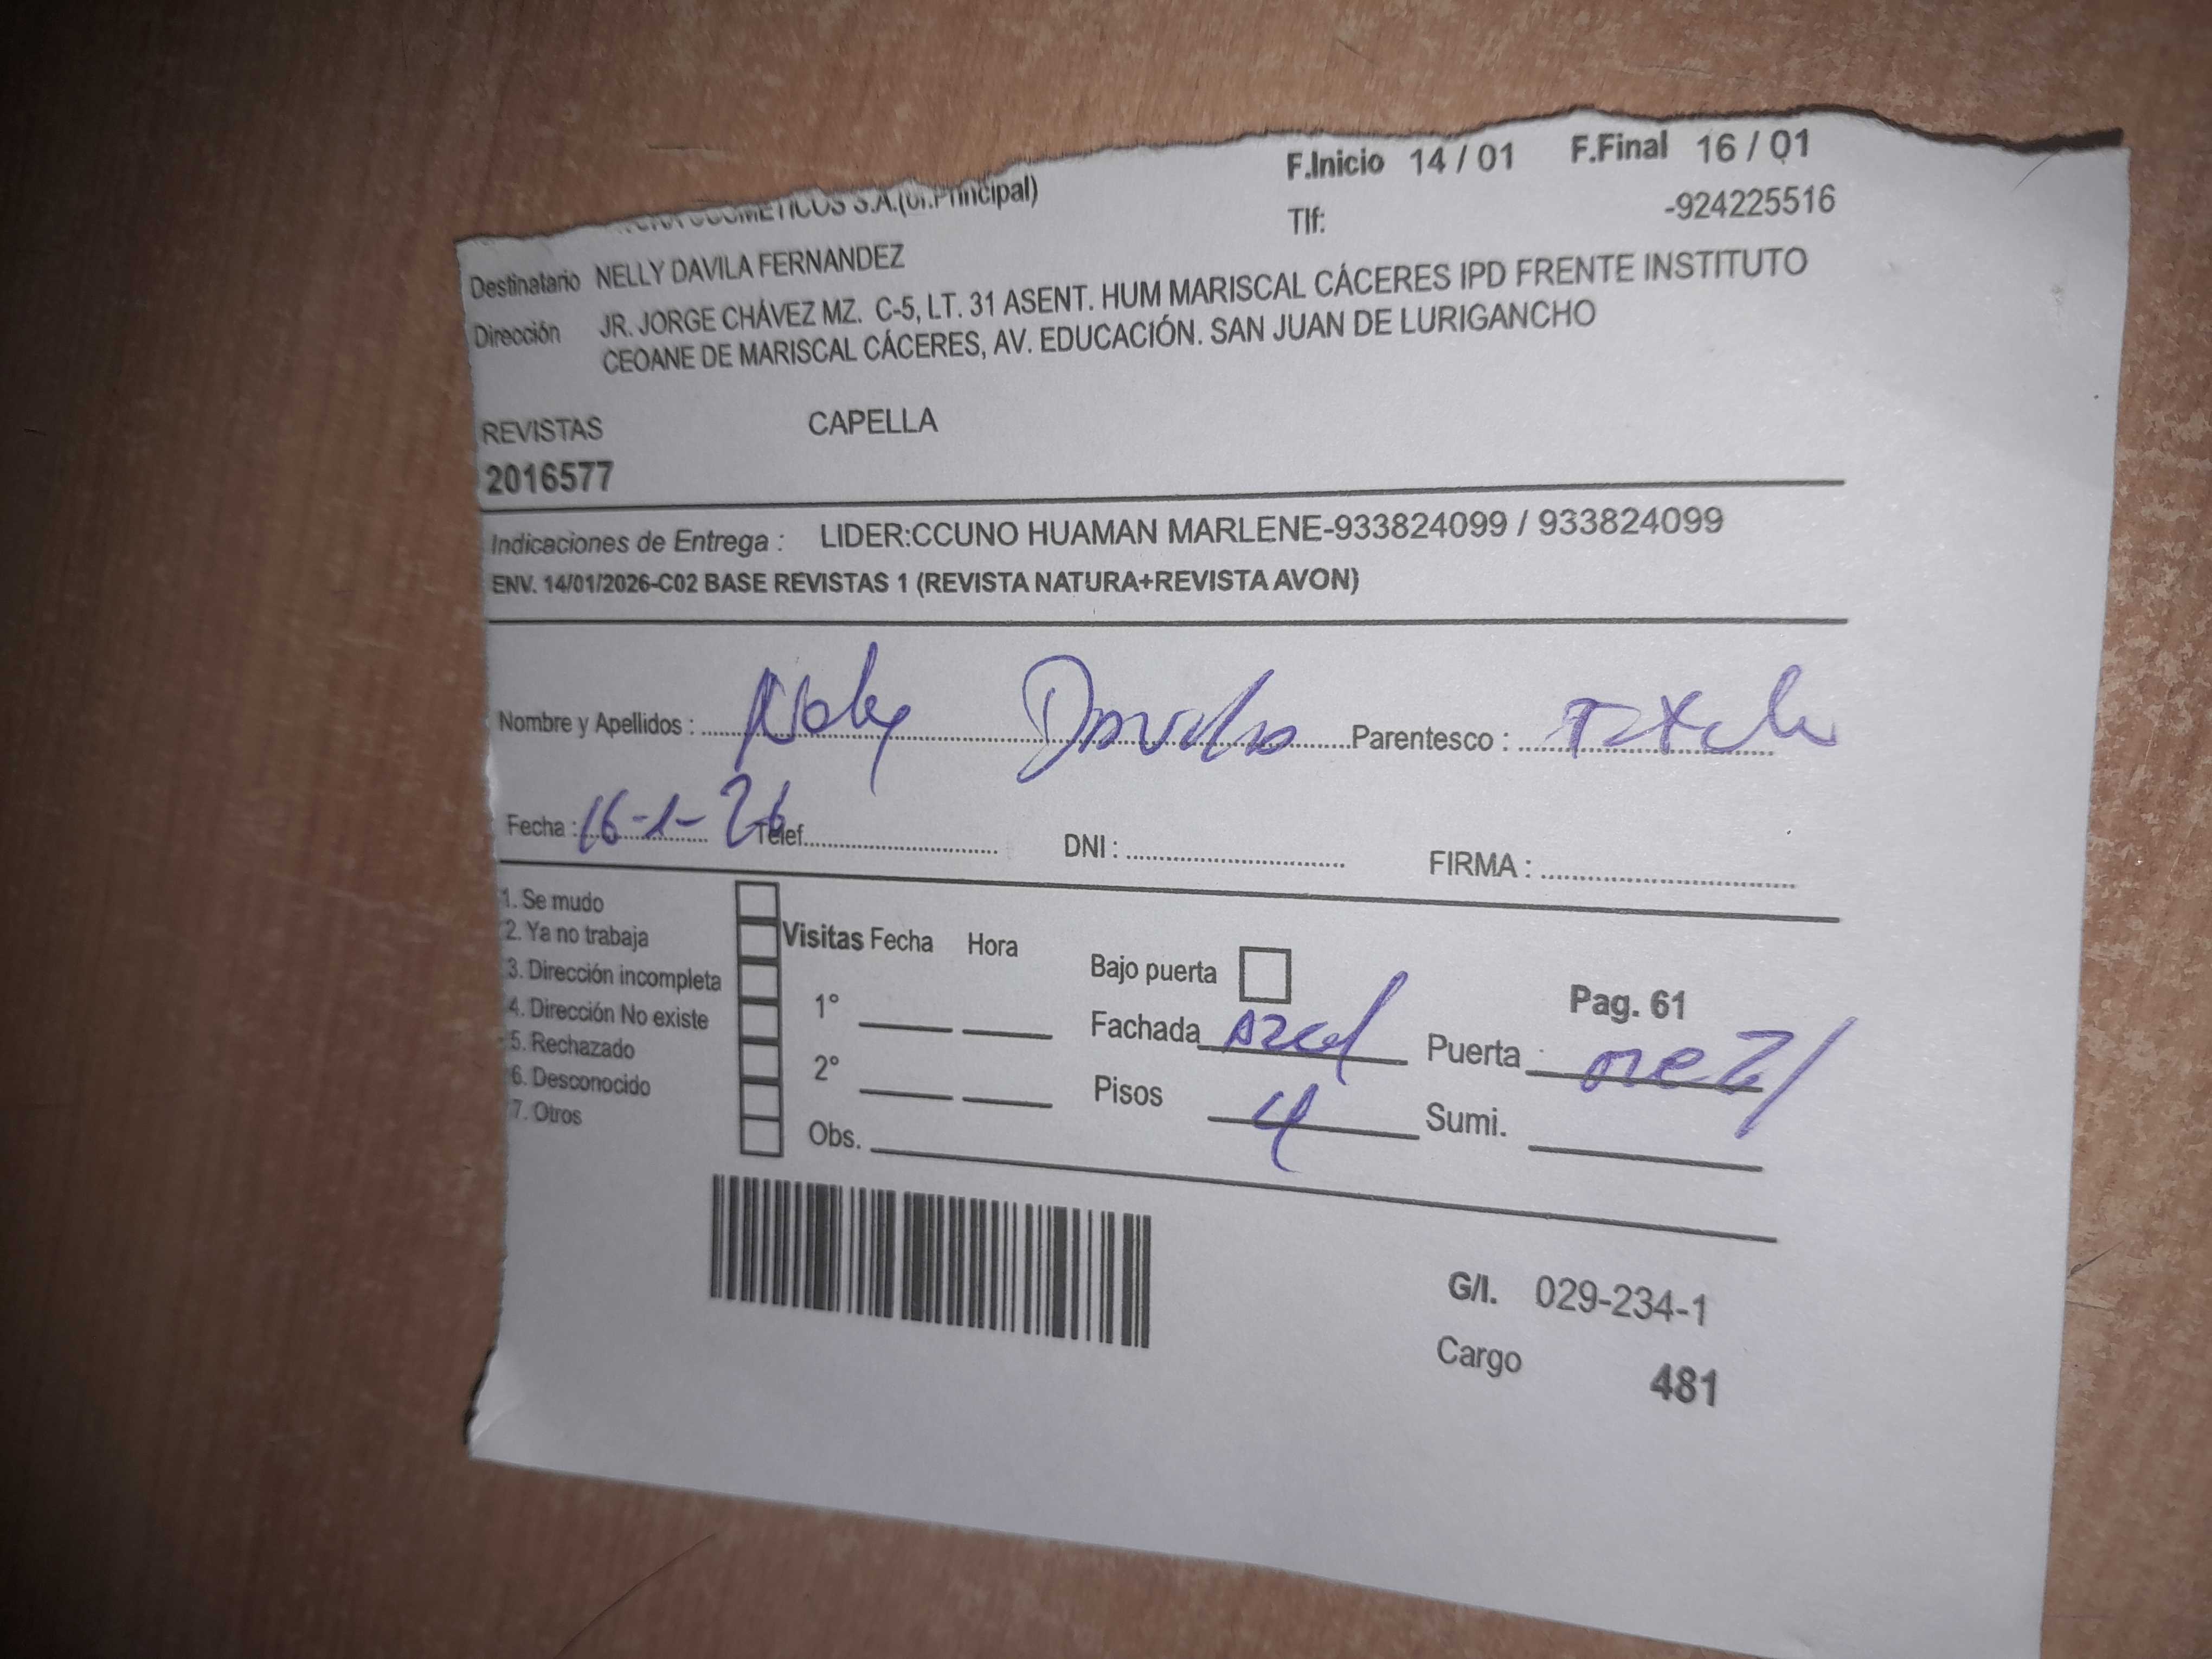 COSMETICOS S.A.(of.Principal) F.Inicio 14 / 01 F.Final 16 / 01
Tlf: -924225516
Destinatario NELLY DAVILA FERNANDEZ
Dirección JR. JORGE CHÁVEZ MZ. C-5, LT. 31 ASENT. HUM MARISCAL CÁCERES IPD FRENTE INSTITUTO
CEOANE DE MARISCAL CÁCERES, AV. EDUCACIÓN. SAN JUAN DE LURIGANCHO
REVISTAS CAPELLA
2016577
Indicaciones de Entrega : LIDER:CCUNO HUAMAN MARLENE-933824099 / 933824099
ENV. 14/01/2026-C02 BASE REVISTAS 1 (REVISTA NATURA+REVISTA AVON)
Nombre y Apellidos : Parentesco :
Fecha : 16-1-26 Telef. DNI : FIRMA :
1. Se mudo
2. Ya no trabaja Visitas Fecha Hora
3. Dirección incompleta Bajo puerta
4. Dirección No existe 1° Pag. 61
5. Rechazado Fachada Azul Puerta :
6. Desconocido 2° Pisos 4 Sumi.
7. Otros Obs.
G/I. 029-234-1
Cargo 481